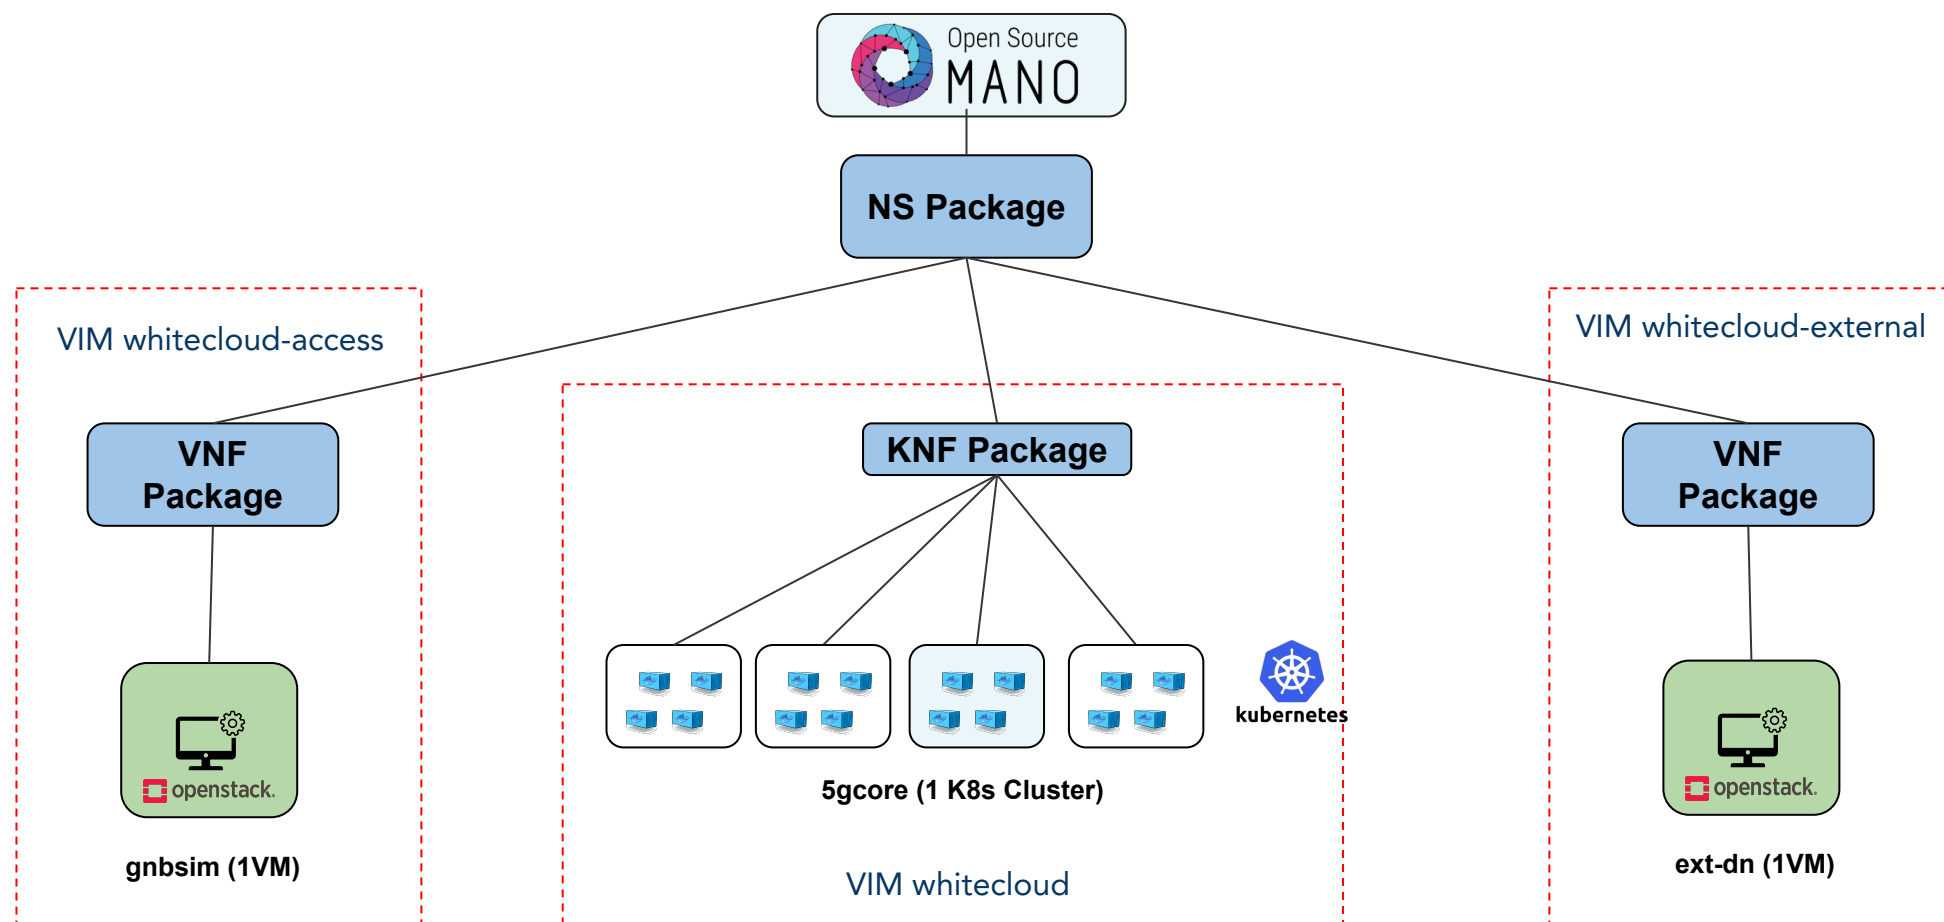 Open Source
MANO
NS Package
VIM whitecloud-access
VIM whitecloud-external
VNF
Package
KNF Package
VNF
Package
kubernetes
openstack.
5gcore (1 K8s Cluster)
openstack.
gnbsim (1VM)
VIM whitecloud
ext-dn (1VM)